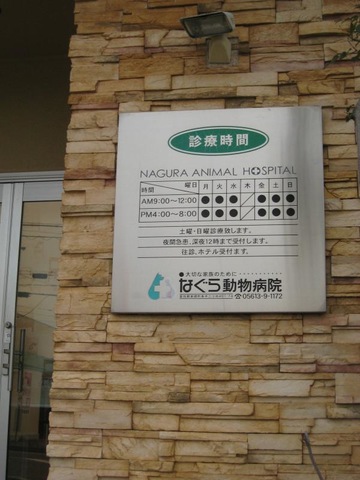 診療時間
NAGURA ANIMAL HOSPITAL
時間 曜日 月 火 水 木 金 土 日
AM9:00〜12:00 ● ● ● ／ ● ● ●
PM4:00〜8:00 ● ● ● ／ ● ● ●
土曜・日曜診療致します。
夜間急患、深夜12時まで受付します。
往診、ホテル受付ます。
●大切な家族のために
なぐら動物病院
☎05613-9-1172